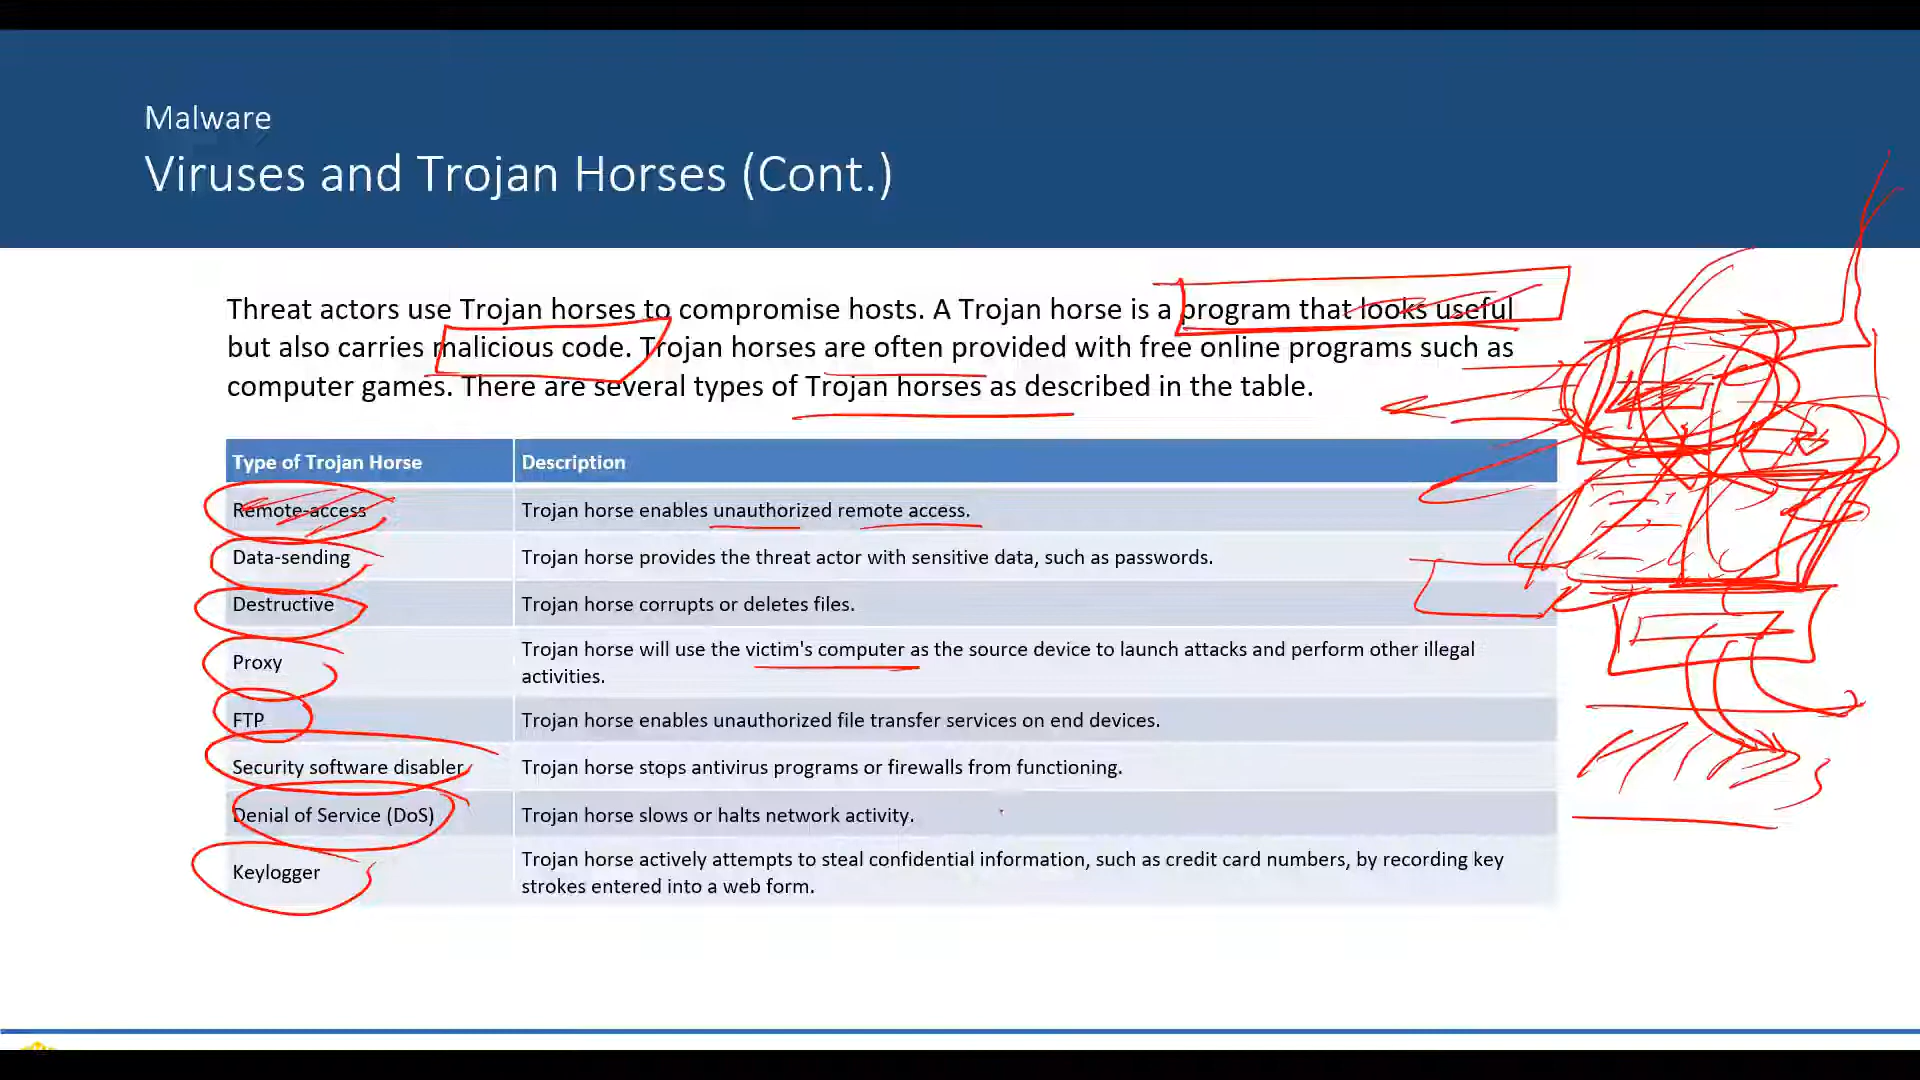 Malware
Viruses and Trojan Horses (Cont.)
Threat actors use Trojan horses to compromise hosts. A Trojan horse is a program that looks useful
but also carries malicious code. Trojan horses are often provided with free online programs such as
computer games. There are several types of Trojan horses as described in the table.
Type of Trojan Horse Description
Remote-access Trojan horse enables unauthorized remote access.
Data-sending Trojan horse provides the threat actor with sensitive data, such as passwords.
Destructive Trojan horse corrupts or deletes files.
Proxy Trojan horse will use the victim's computer as the source device to launch attacks and perform other illegal
activities.
FTP Trojan horse enables unauthorized file transfer services on end devices.
Security software disabler Trojan horse stops antivirus programs or firewalls from functioning.
Denial of Service (DoS) Trojan horse slows or halts network activity.
Keylogger Trojan horse actively attempts to steal confidential information, such as credit card numbers, by recording key
strokes entered into a web form.